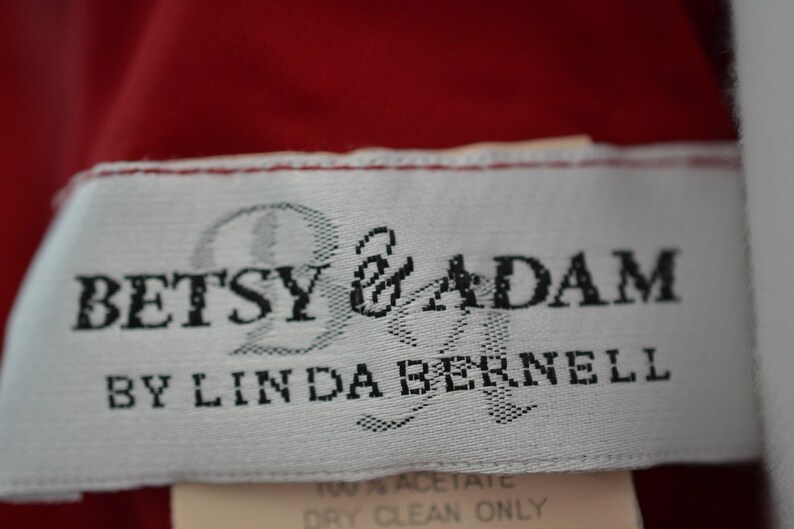 BETSY & ADAM
BY LINDA BERNELL
100% ACETATE
DRY CLEAN ONLY